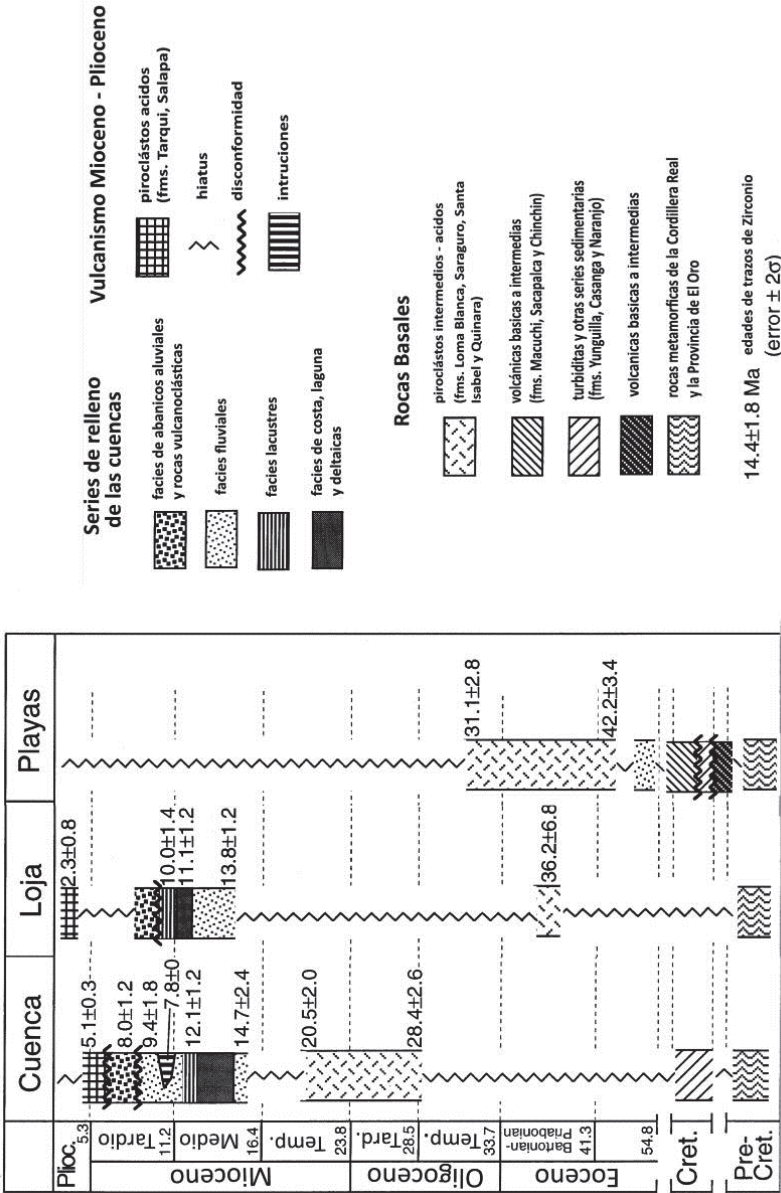 Cuenca
Loja
Playas
Plioc.
5.3
Mioceno
Tardio
11.2
Medio
16.4
Temp.
23.8
Oligoceno
Tard.
28.5
Temp.
33.7
Eoceno
Bartonian-
Priabonian
41.3
54.8
Cret.
Pre-
Cret.
5.1±0.3
8.0±1.2
9.4±1.8
7.8±0
12.1±1.2
14.7±2.4
20.5±2.0
28.4±2.6
2.3±0.8
10.0±1.4
11.1±1.2
13.8±1.2
36.2±6.8
31.1±2.8
42.2±3.4
Series de relleno
de las cuencas
facies de abanicos aluviales
y rocas vulcanoclásticas
facies fluviales
facies lacustres
facies de costa, laguna
y deltaicas
Vulcanismo Mioceno - Plioceno
piroclástos acidos
(fms. Tarqui, Salapa)
hiatus
disconformidad
intruciones
Rocas Basales
piroclástos intermedios - acidos
(fms. Loma Blanca, Saraguro, Santa
Isabel y Quinara)
volcánicas basicas a intermedias
(fms. Macuchi, Sacapalca y Chinchin)
turbiditas y otras series sedimentarias
(fms. Yunguilla, Casanga y Naranjo)
volcanicas basicas a intermedias
rocas metamorficas de la Cordillera Real
y la Provincia de El Oro
14.4±1.8 Ma edades de trazos de Zirconio
(error ± 2σ)